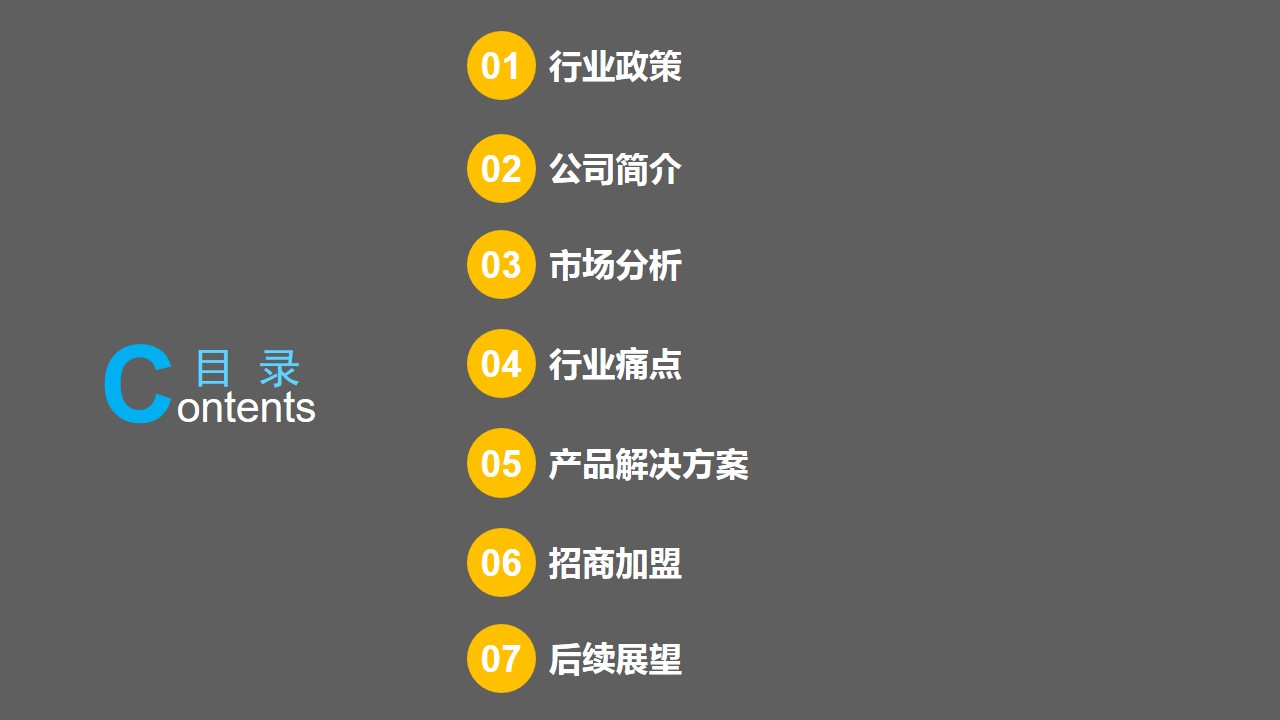 目 录
Contents
01 行业政策
02 公司简介
03 市场分析
04 行业痛点
05 产品解决方案
06 招商加盟
07 后续展望